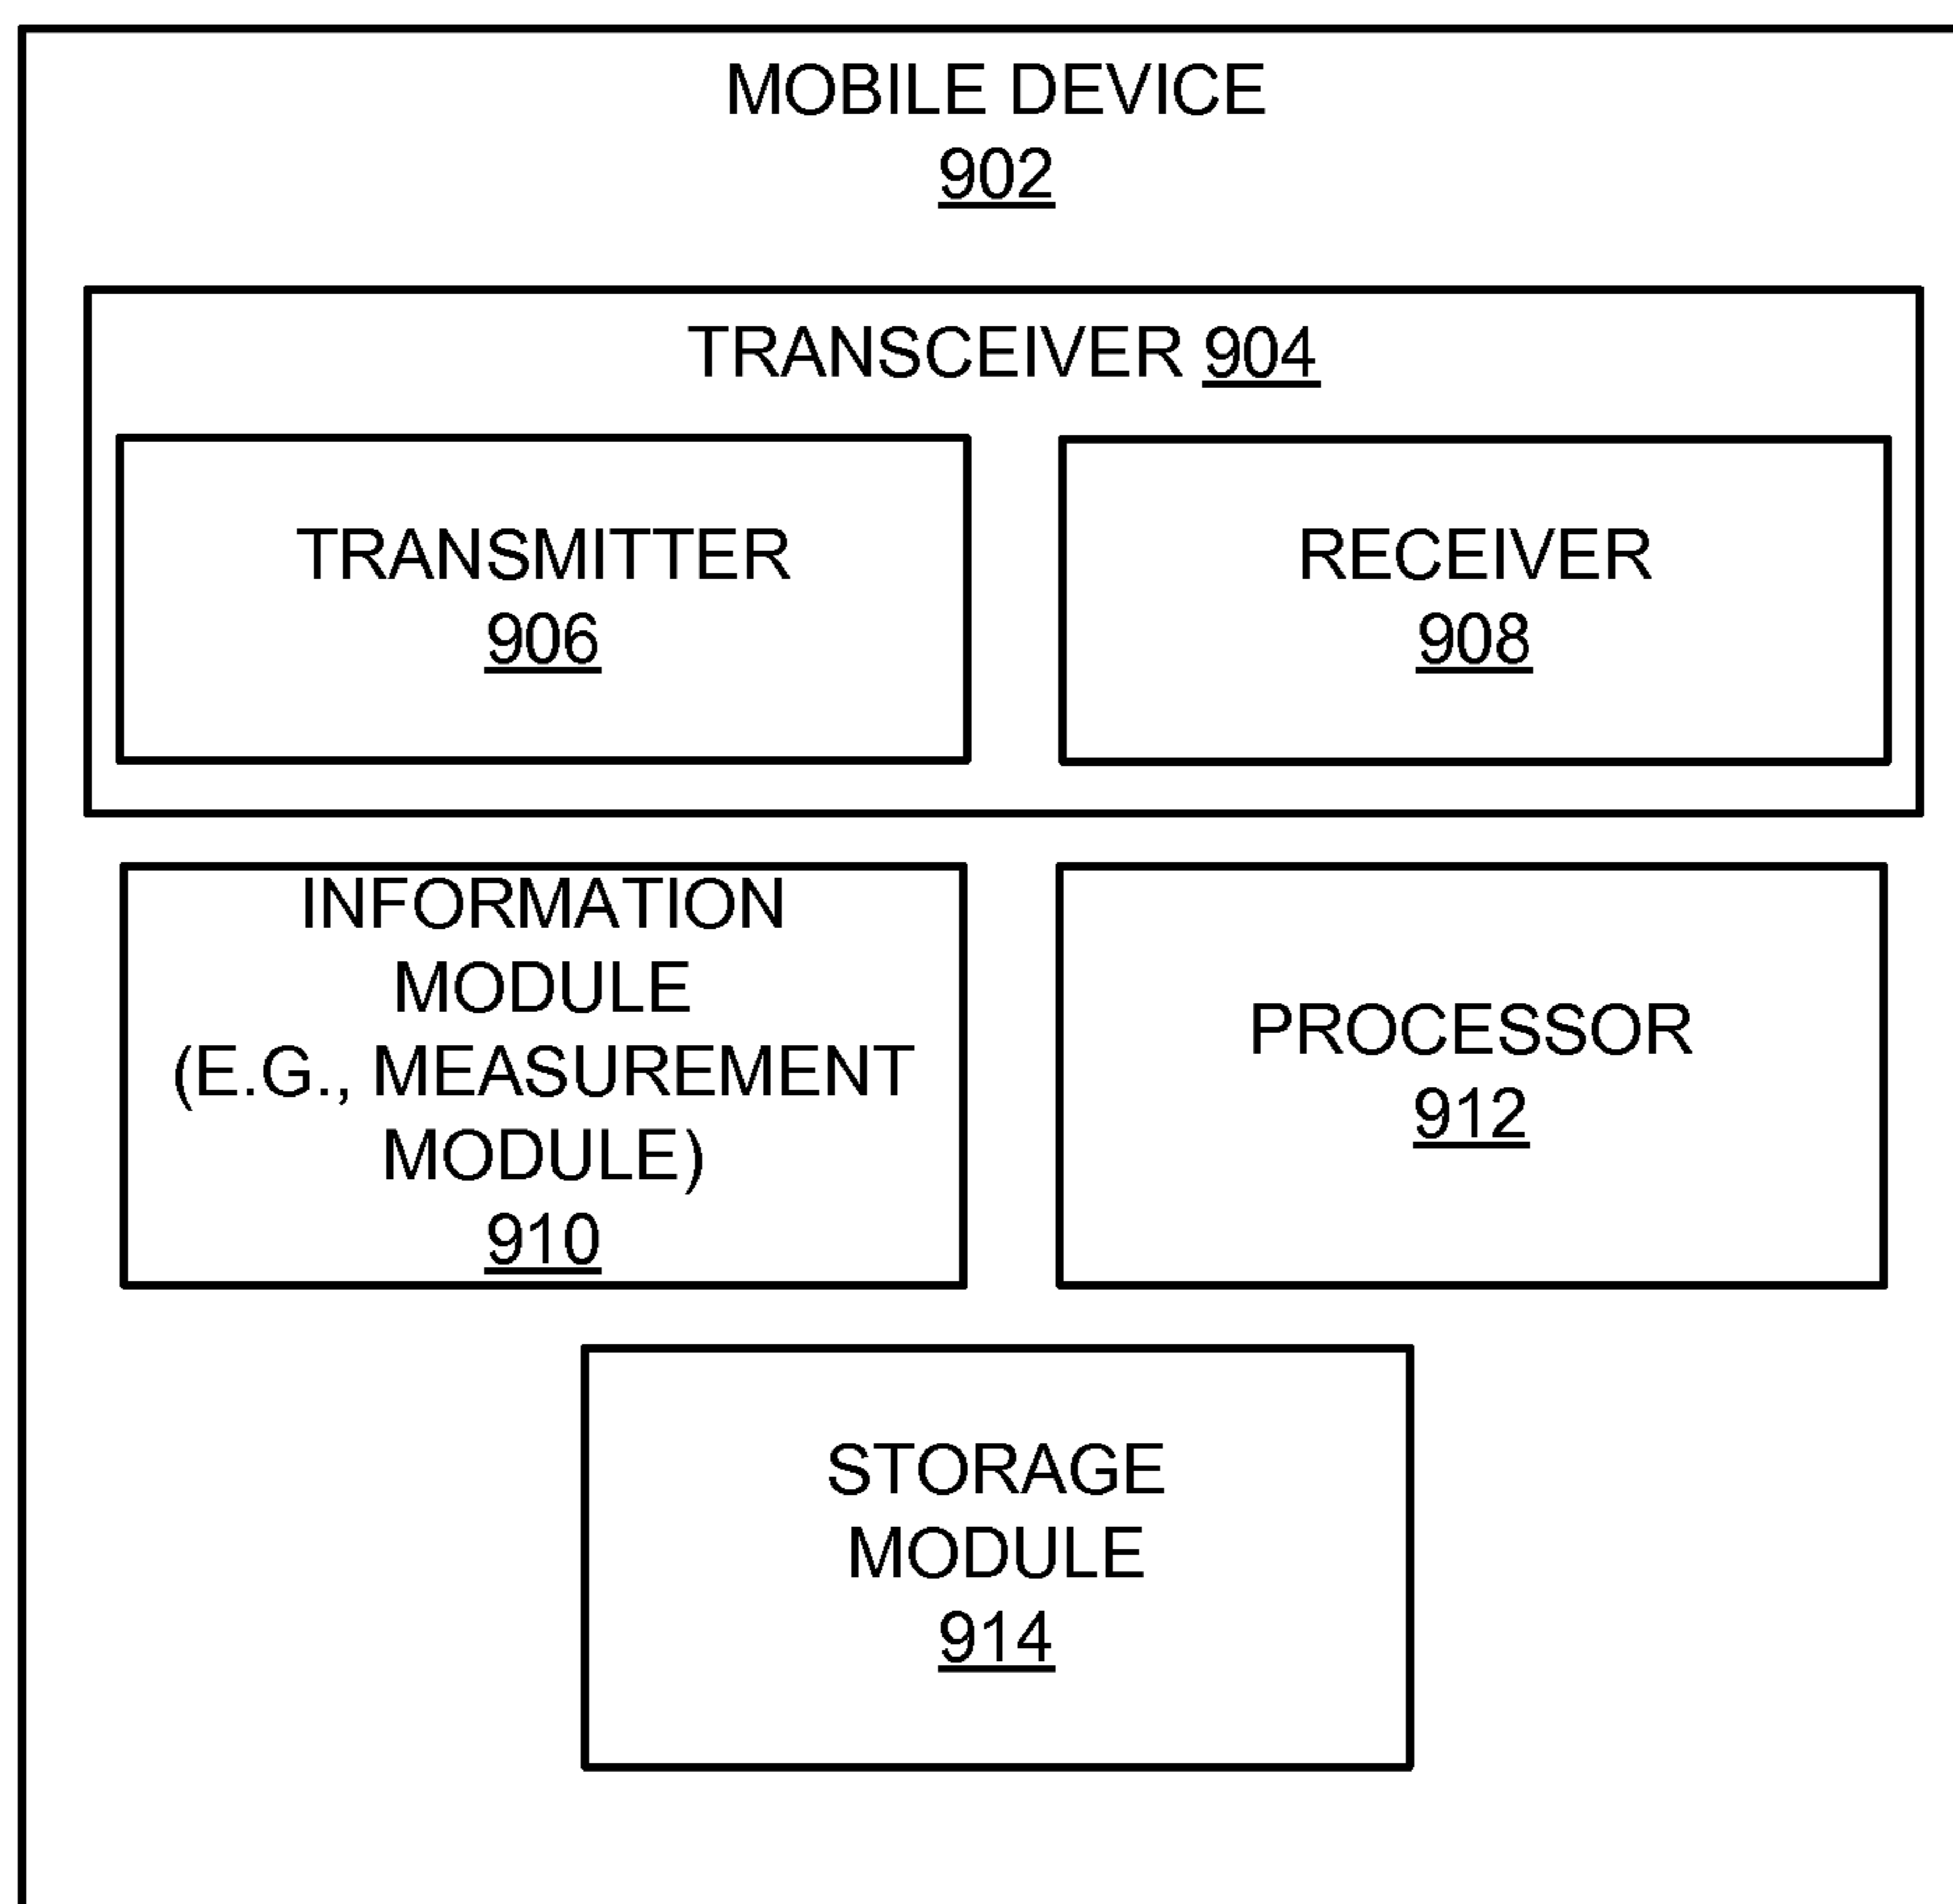 MOBILE DEVICE
902
TRANSCEIVER 904
TRANSMITTER
906
RECEIVER
908
INFORMATION
MODULE
(E.G., MEASUREMENT
MODULE)
910
PROCESSOR
912
STORAGE
MODULE
914